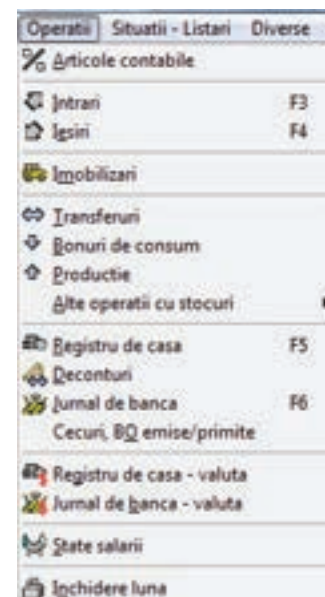 Operatii Situatii - Listari Diverse
Articole contabile
Intrari F3
Iesiri F4
Imobilizari
Transferuri
Bonuri de consum
Productie
Alte operatii cu stocuri
Registru de casa F5
Deconturi
Jurnal de banca F6
Cecuri, BO emise/primite
Registru de casa - valuta
Jurnal de banca - valuta
State salarii
Inchidere luna